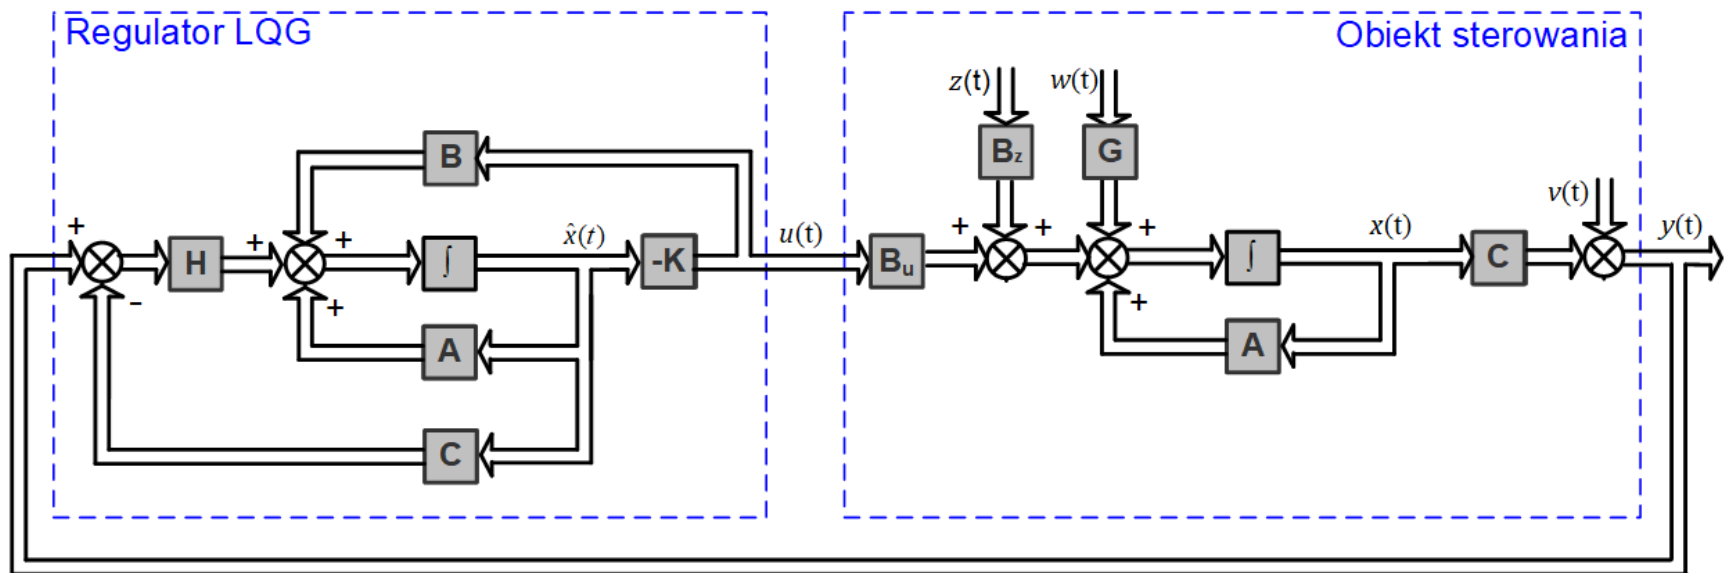 Regulator LQG
Obiekt sterowania
z(t)
w(t)
B
Bz
G
v(t)
+
+
+
x̂(t)
u(t)
+
+
+
x(t)
y(t)
H
∫
-K
Bu
∫
C
-
+
+
A
A
C